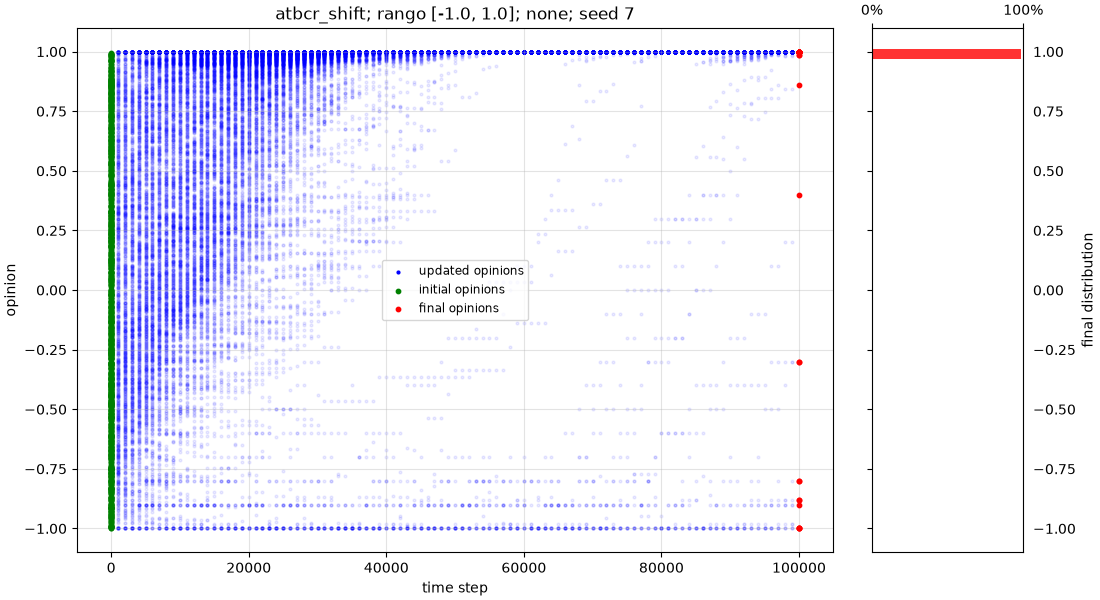 atbcr_shift; rango [-1.0, 1.0]; none; seed 7
0% 100%
1.00
0.75
0.50
0.25
0.00
−0.25
−0.50
−0.75
−1.00
opinion
updated opinions
initial opinions
final opinions
0 20000 40000 60000 80000 100000
time step
1.00
0.75
0.50
0.25
0.00
−0.25
−0.50
−0.75
−1.00
final distribution